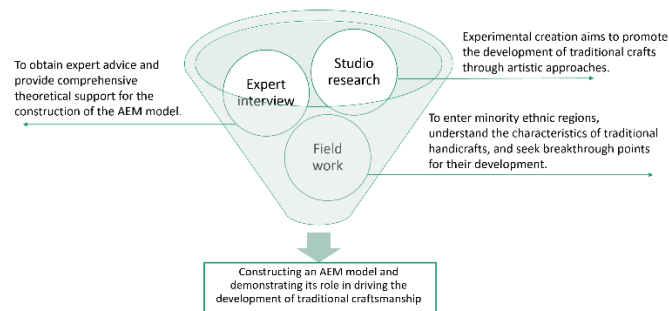 Experimental creation aims to promote
the development of traditional crafts
through artistic approaches.
To obtain expert advice and
provide comprehensive
theoretical support for the
construction of the AEM model.
Studio
research
Expert
interview
To enter minority ethnic regions,
understand the characteristics of traditional
handicrafts, and seek breakthrough points
for their development.
Field
work
Constructing an AEM model and
demonstrating its role in driving the
development of traditional craftsmanship